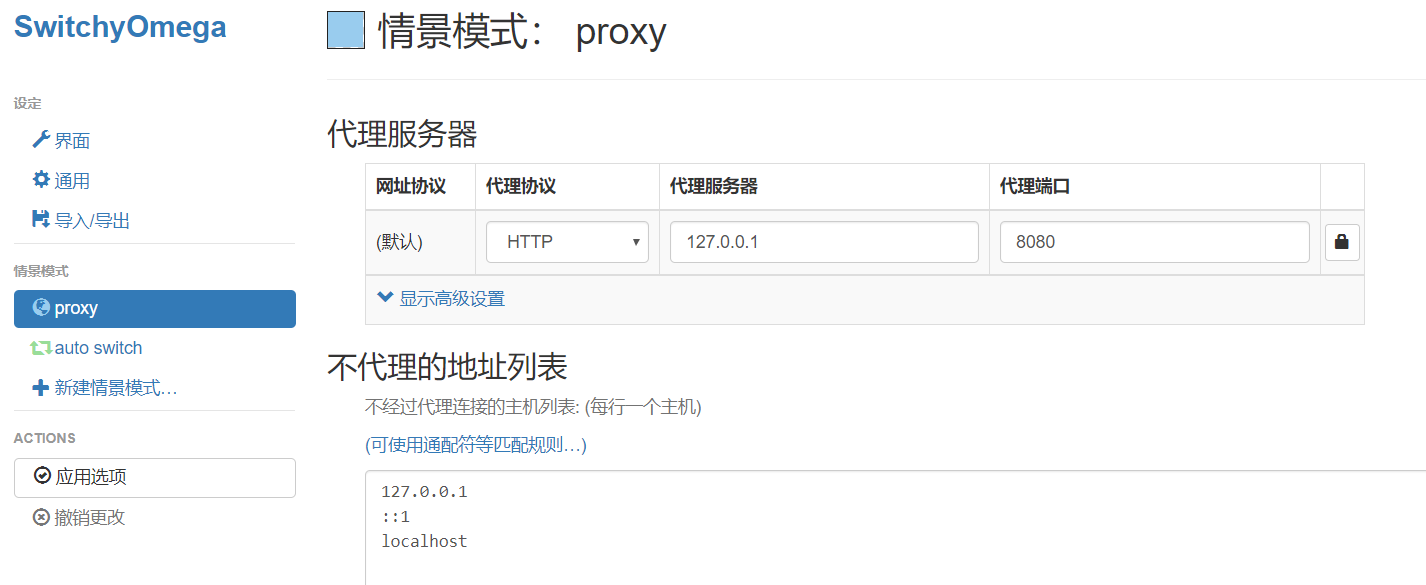 SwitchyOmega
设定
界面
通用
导入/导出
情景模式
proxy
auto switch
新建情景模式…
ACTIONS
应用选项
撤销更改
情景模式： proxy
代理服务器
网址协议 代理协议 代理服务器 代理端口
(默认) HTTP 127.0.0.1 8080
显示高级设置
不代理的地址列表
不经过代理连接的主机列表: (每行一个主机)
(可使用通配符等匹配规则…)
127.0.0.1
::1
localhost